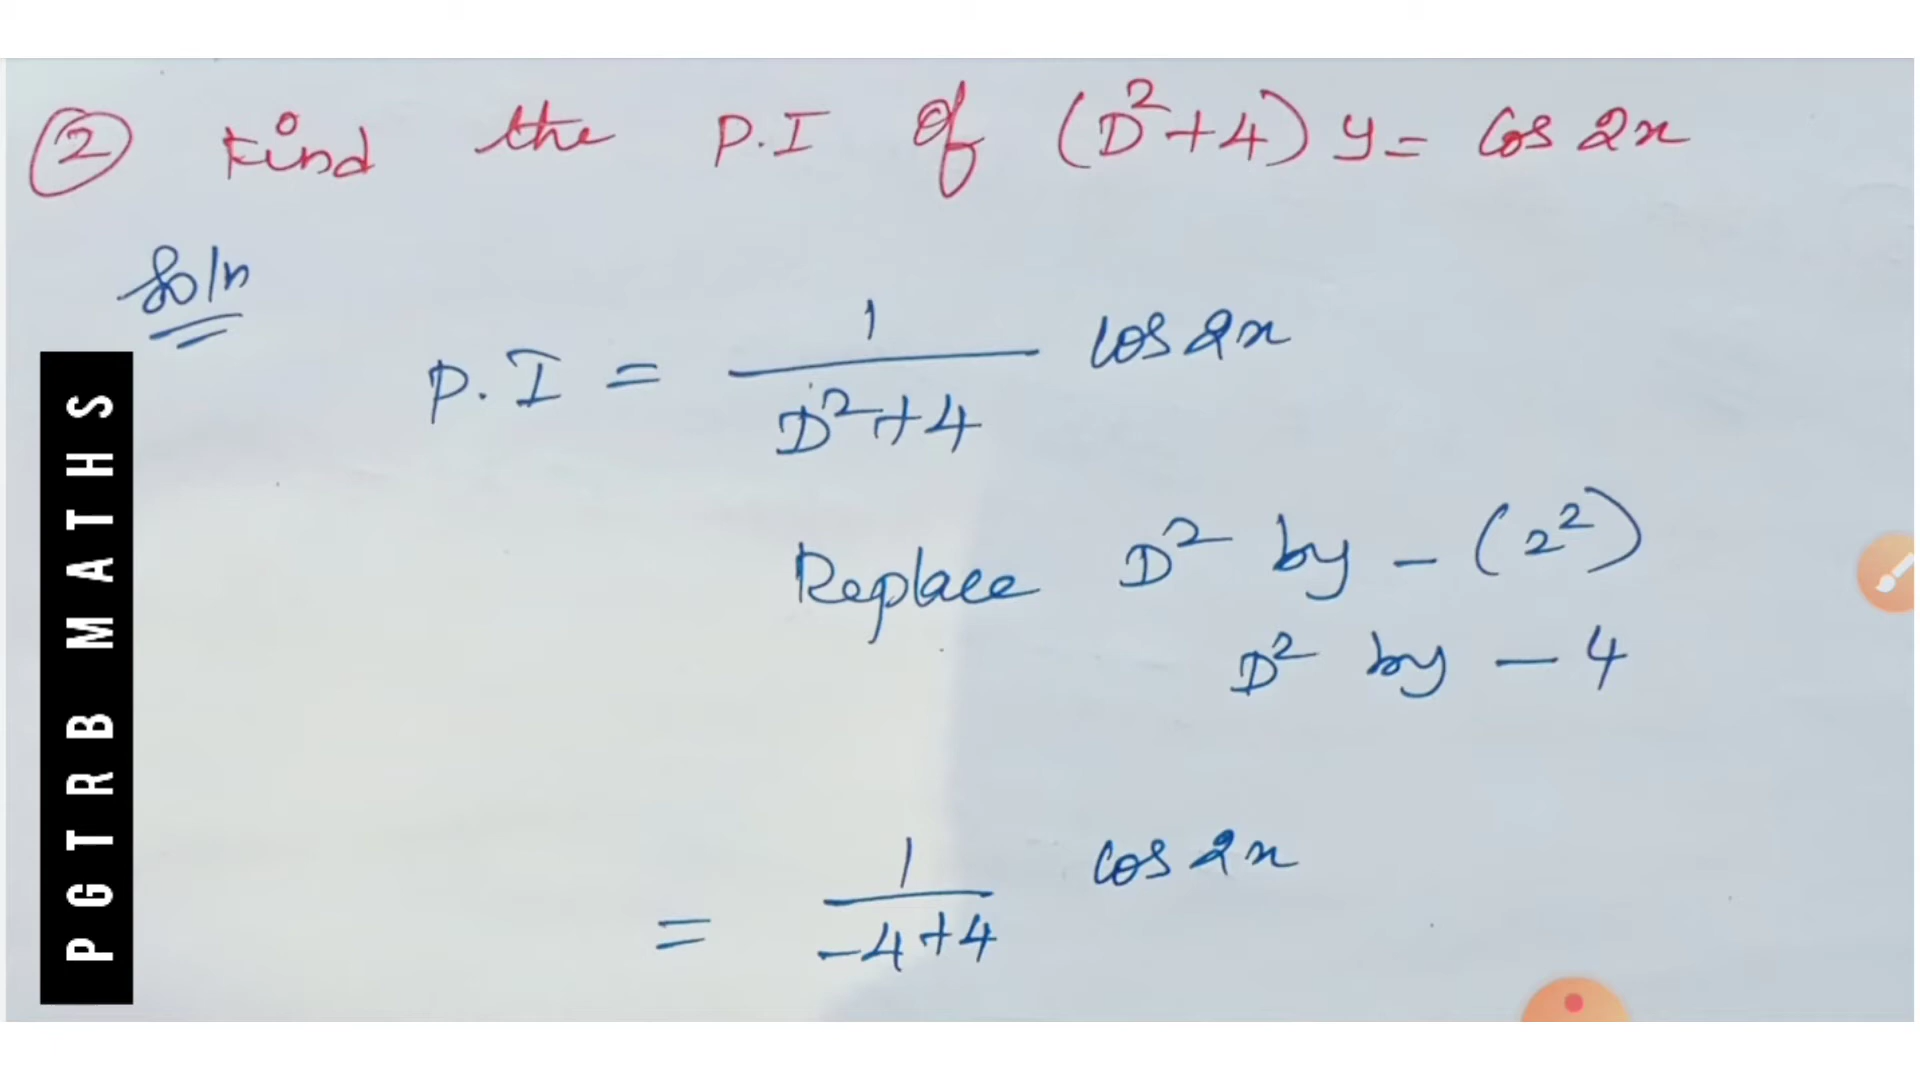 ② Find the P.I of (D²+4) y = cos 2x
Soln
P.I = 1/(D²+4) cos 2x
Replace D² by -(2²)
D² by -4
= 1/(-4+4) cos 2x
PGTRB MATHS